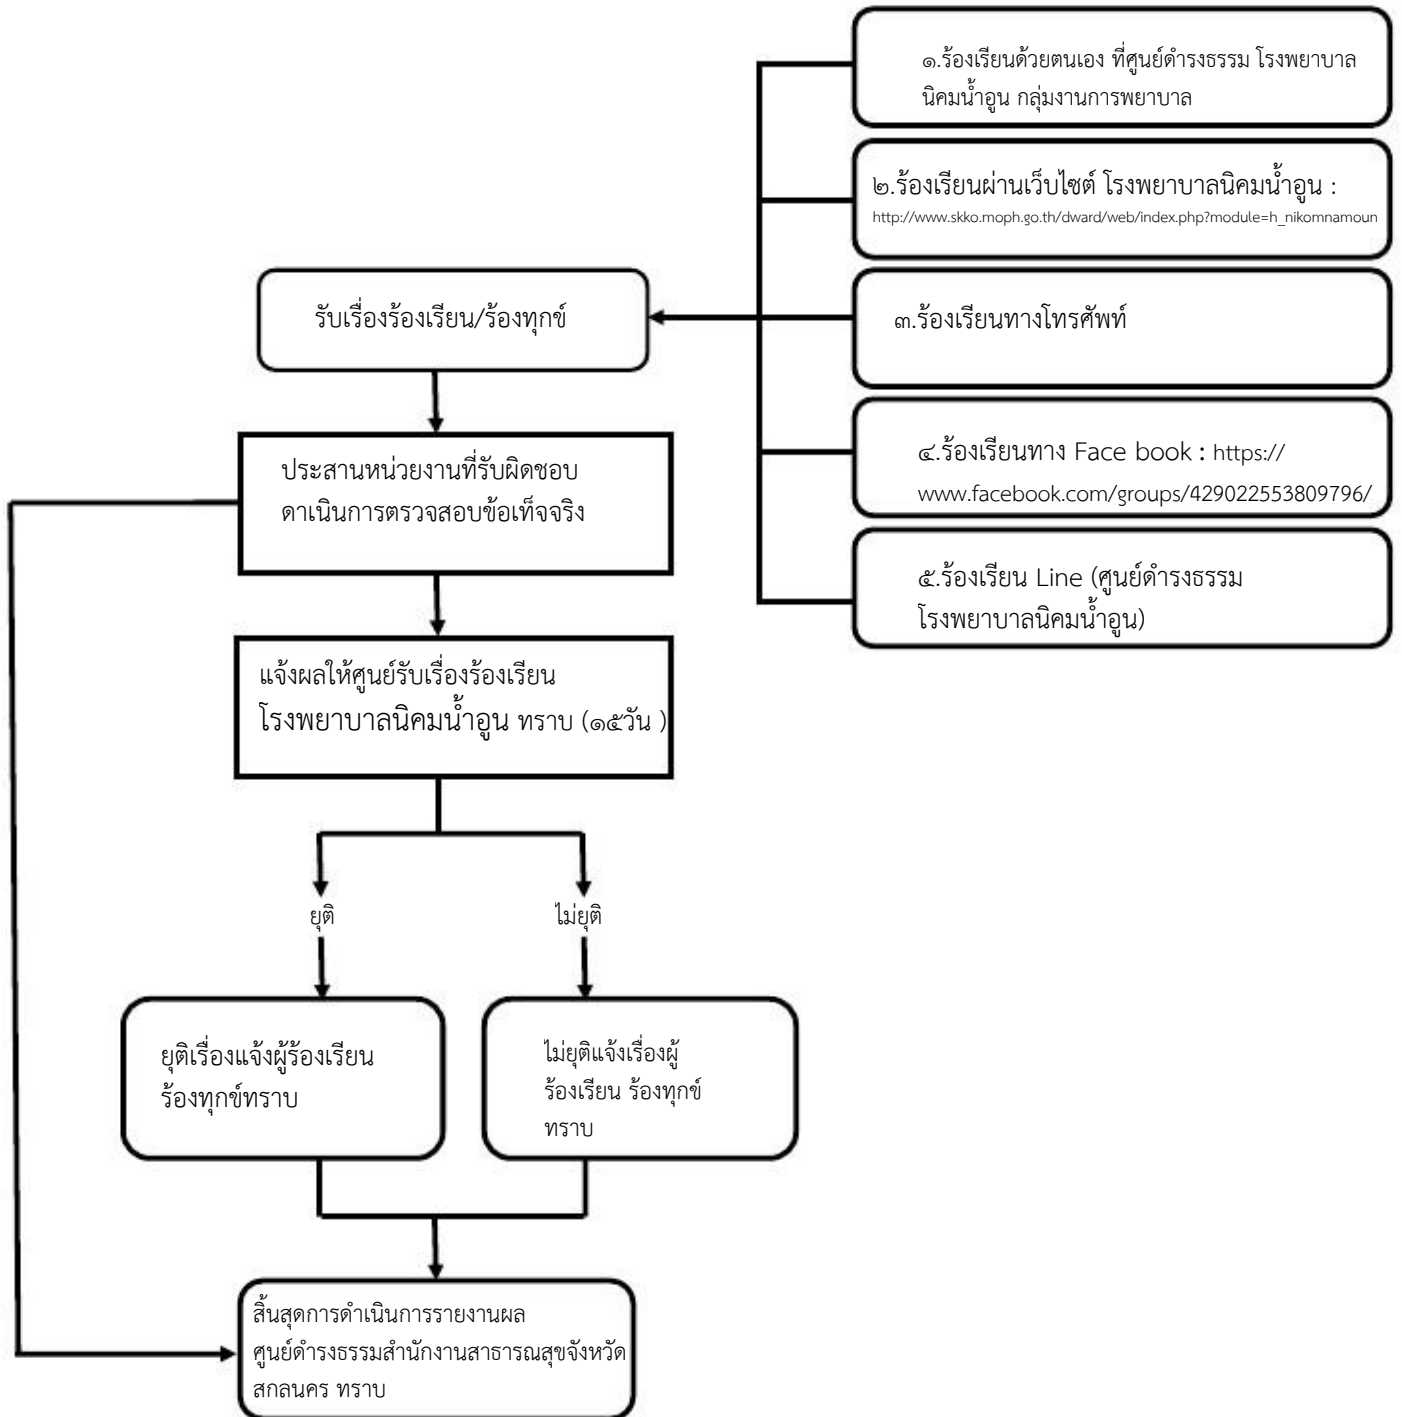 ๑.ร้องเรียนด้วยตนเอง ที่ศูนย์ดำรงธรรม โรงพยาบาล
นิคมน้ำอูน กลุ่มงานการพยาบาล
๒.ร้องเรียนผ่านเว็บไซต์ โรงพยาบาลนิคมน้ำอูน :
http://www.skko.moph.go.th/dward/web/index.php?module=h_nikomnamoun
๓.ร้องเรียนทางโทรศัพท์
๔.ร้องเรียนทาง Face book : https://
www.facebook.com/groups/429022553809796/
๕.ร้องเรียน Line (ศูนย์ดำรงธรรม
โรงพยาบาลนิคมน้ำอูน)
รับเรื่องร้องเรียน/ร้องทุกข์
ประสานหน่วยงานที่รับผิดชอบ
ดาเนินการตรวจสอบข้อเท็จจริง
แจ้งผลให้ศูนย์รับเรื่องร้องเรียน
โรงพยาบาลนิคมน้ำอูน ทราบ (๑๕วัน )
ยุติ
ไม่ยุติ
ยุติเรื่องแจ้งผู้ร้องเรียน
ร้องทุกข์ทราบ
ไม่ยุติแจ้งเรื่องผู้
ร้องเรียน ร้องทุกข์
ทราบ
สิ้นสุดการดำเนินการรายงานผล
ศูนย์ดำรงธรรมสำนักงานสาธารณสุขจังหวัด
สกลนคร ทราบ